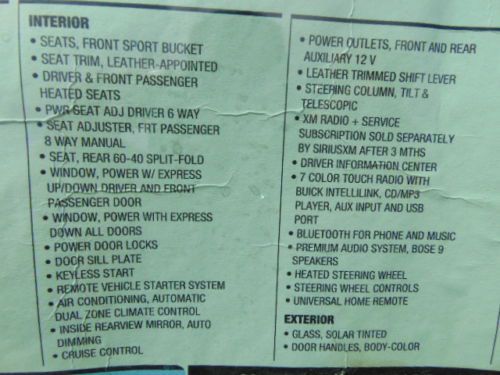 INTERIOR
• SEATS, FRONT SPORT BUCKET
• SEAT TRIM, LEATHER-APPOINTED
• DRIVER & FRONT PASSENGER
HEATED SEATS
• PWR SEAT ADJ DRIVER 6 WAY
• SEAT ADJUSTER, FRT PASSENGER
8 WAY MANUAL
• SEAT, REAR 60-40 SPLIT-FOLD
• WINDOW, POWER W/ EXPRESS
UP/DOWN DRIVER AND FRONT
PASSENGER DOOR
• WINDOW, POWER WITH EXPRESS
DOWN ALL DOORS
• POWER DOOR LOCKS
• DOOR SILL PLATE
• KEYLESS START
• REMOTE VEHICLE STARTER SYSTEM
• AIR CONDITIONING, AUTOMATIC
DUAL ZONE CLIMATE CONTROL
• INSIDE REARVIEW MIRROR, AUTO
DIMMING
• CRUISE CONTROL
• POWER OUTLETS, FRONT AND REAR
AUXILIARY 12 V
• LEATHER TRIMMED SHIFT LEVER
• STEERING COLUMN, TILT &
TELESCOPIC
• XM RADIO + SERVICE
SUBSCRIPTION SOLD SEPARATELY
BY SIRIUSXM AFTER 3 MTHS
• DRIVER INFORMATION CENTER
• 7 COLOR TOUCH RADIO WITH
BUICK INTELLILINK, CD/MP3
PLAYER, AUX INPUT AND USB
PORT
• BLUETOOTH FOR PHONE AND MUSIC
• PREMIUM AUDIO SYSTEM, BOSE 9
SPEAKERS
• HEATED STEERING WHEEL
• STEERING WHEEL CONTROLS
• UNIVERSAL HOME REMOTE
EXTERIOR
• GLASS, SOLAR TINTED
• DOOR HANDLES, BODY-COLOR